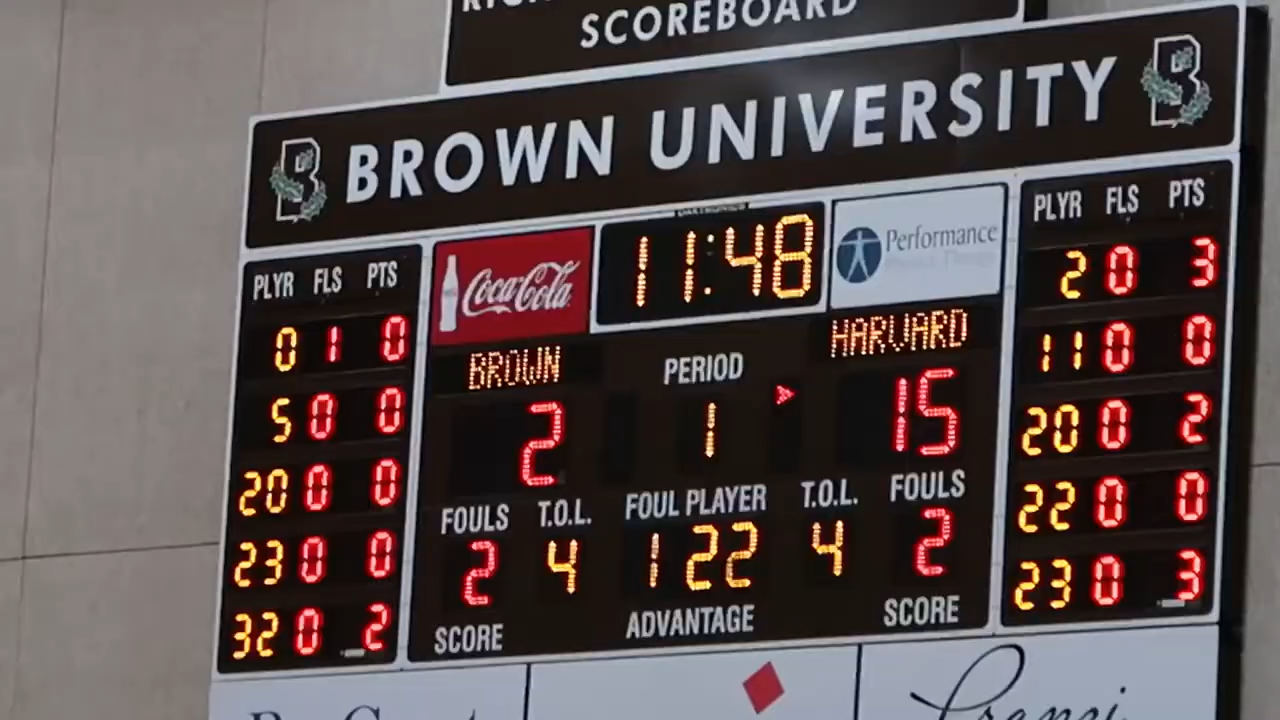 SCOREBOARD
BROWN UNIVERSITY
PLYR FLS PTS
0 1 0
5 0 0
20 0 0
23 0 0
32 0 2
Coca-Cola
11:48
Performance
BROWN PERIOD HARVARD
2 1 15
FOULS T.O.L. FOUL PLAYER T.O.L. FOULS
2 4 1 22 4 2
SCORE ADVANTAGE SCORE
PLYR FLS PTS
2 0 3
11 0 0
20 0 2
22 0 0
23 0 3